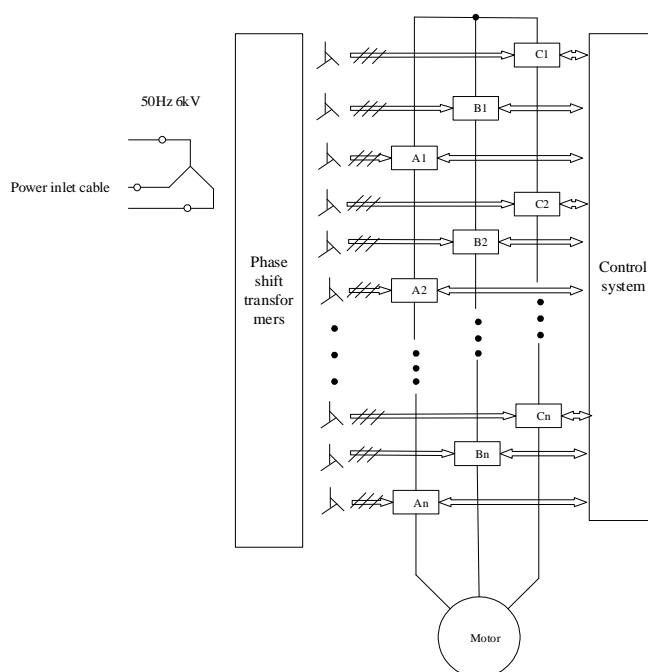 C1
50Hz 6kV
B1
A1
Power inlet cable
C2
B2
Phase
shift
transfor
mers
Control
system
A2
Cn
Bn
An
Motor